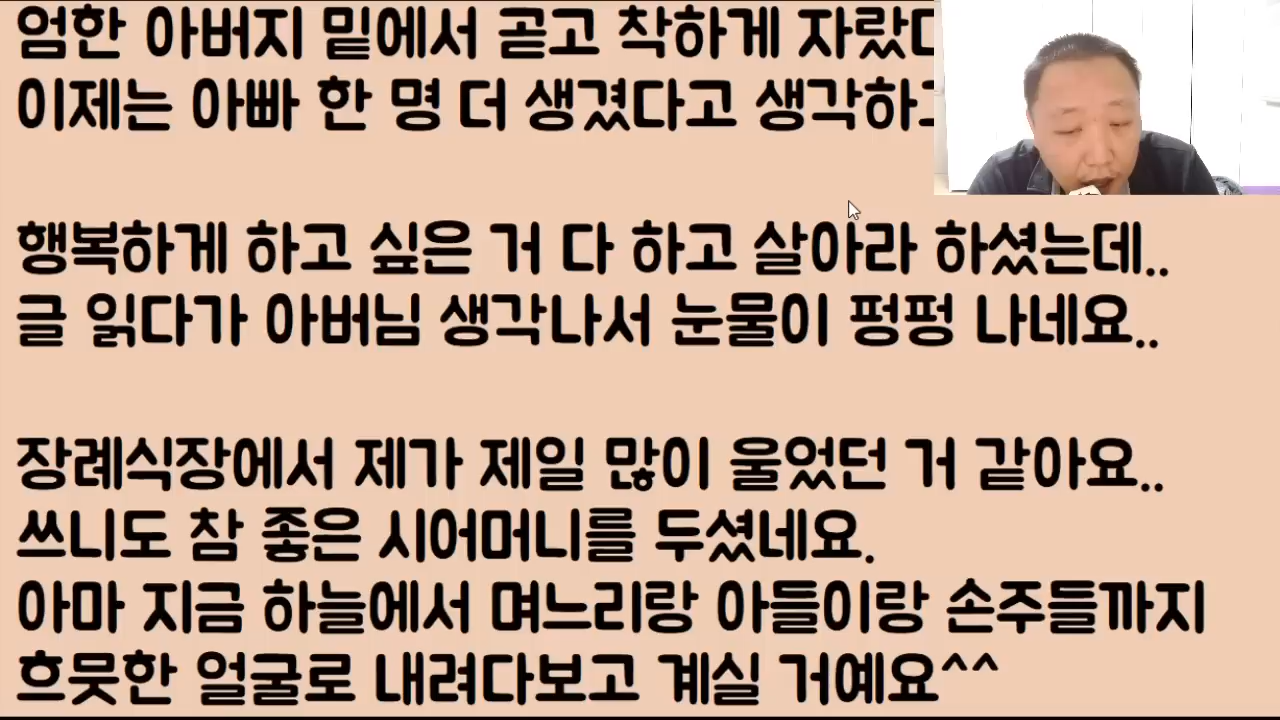 엄한 아버지 밑에서 곧고 착하게
이제는 아빠 한 명 더 생겼다고
행복하게 하고 싶은 거 다 하고 살아라 하셨는데..
글 읽다가 아버님 생각나서 눈물이 펑펑 나네요..
장례식장에서 제가 제일 많이 울었던 거 같아요..
쓰니도 참 좋은 시어머니를 두셨네요.
아마 지금 하늘에서 며느리랑 아들이랑 손주들까지
흐뭇한 얼굴로 내려다보고 계실 거예요^^